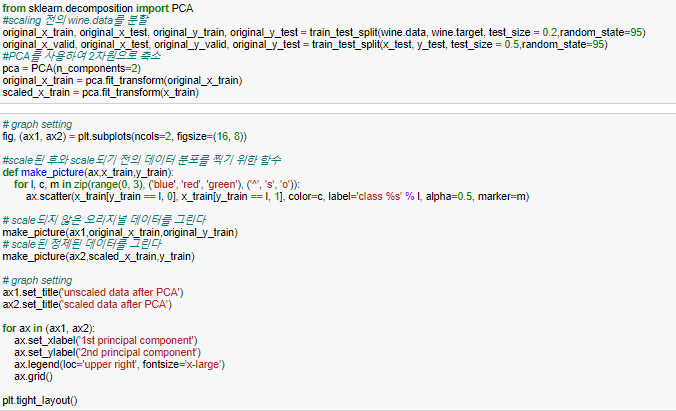 from sklearn.decomposition import PCA
#scaling 전의 wine.data를 분할
original_x_train, original_x_test, original_y_train, original_y_test = train_test_split(wine.data, wine.target, test_size = 0.2,random_state=95)
original_x_valid, original_x_test, original_y_valid, original_y_test = train_test_split(x_test, y_test, test_size = 0.5,random_state=95)
#PCA를 사용하여 2차원으로 축소
pca = PCA(n_components=2)
original_x_train = pca.fit_transform(original_x_train)
scaled_x_train = pca.fit_transform(x_train)
# graph setting
fig, (ax1, ax2) = plt.subplots(ncols=2, figsize=(16, 8))
#scale된 후와 scale되기 전의 데이터 분포를 찍기 위한 함수
def make_picture(ax,x_train,y_train):
for l, c, m in zip(range(0, 3), ('blue', 'red', 'green'), ('^', 's', 'o')):
ax.scatter(x_train[y_train == l, 0], x_train[y_train == l, 1], color=c, label='class %s' % l, alpha=0.5, marker=m)
# scale되지 않은 오리지널 데이터를 그린다
make_picture(ax1,original_x_train,original_y_train)
# scale된 정제된 데이터를 그린다
make_picture(ax2,scaled_x_train,y_train)
# graph setting
ax1.set_title('unscaled data after PCA')
ax2.set_title('scaled data after PCA')
for ax in (ax1, ax2):
ax.set_xlabel('1st principal component')
ax.set_ylabel('2nd principal component')
ax.legend(loc='upper right', fontsize='x-large')
ax.grid()
plt.tight_layout()